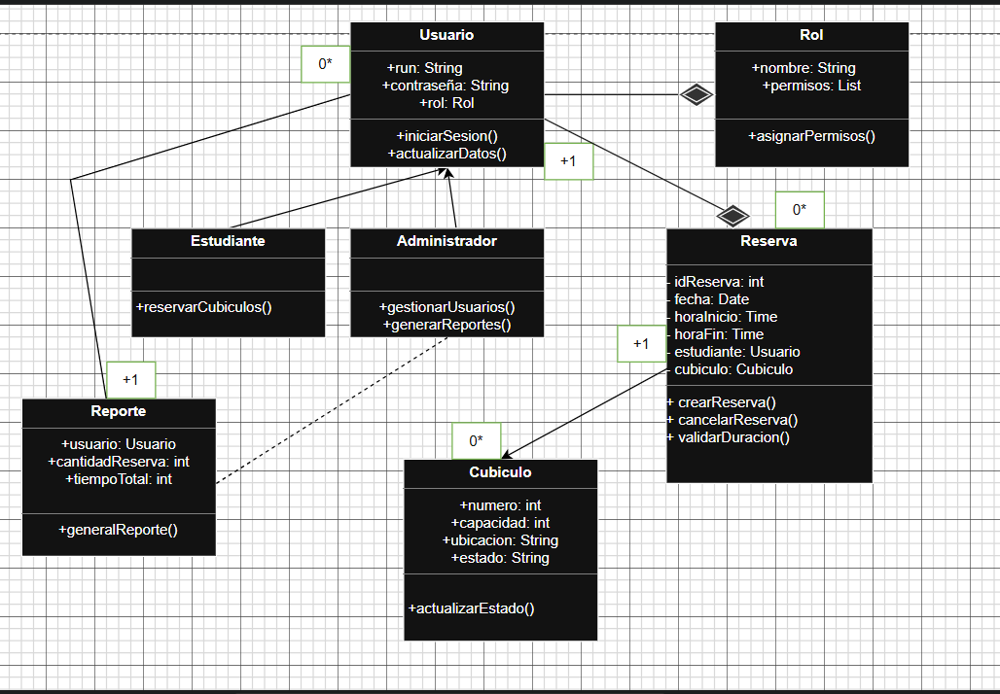 Usuario
+run: String
+contraseña: String
+rol: Rol
+iniciarSesion()
+actualizarDatos()
Rol
+nombre: String
+permisos: List
+asignarPermisos()
0*
+1
0*
Estudiante
+reservarCubiculos()
Administrador
+gestionarUsuarios()
+generarReportes()
Reserva
- idReserva: int
- fecha: Date
- horaInicio: Time
- horaFin: Time
- estudiante: Usuario
- cubiculo: Cubiculo
+ crearReserva()
+ cancelarReserva()
+ validarDuracion()
+1
+1
Reporte
+usuario: Usuario
+cantidadReserva: int
+tiempoTotal: int
+generalReporte()
0*
Cubiculo
+numero: int
+capacidad: int
+ubicacion: String
+estado: String
+actualizarEstado()